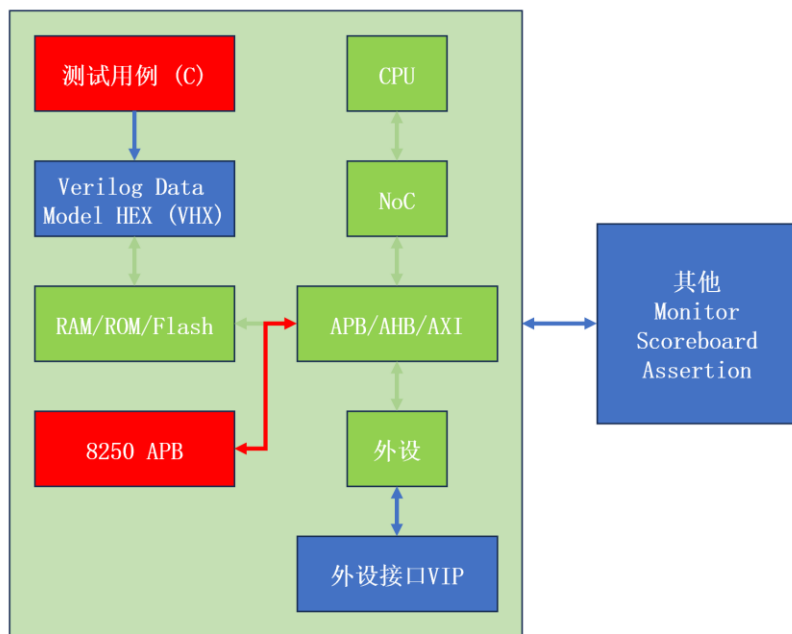 测试用例 (C)
CPU
Verilog Data
Model HEX (VHX)
NoC
RAM/ROM/Flash
APB/AHB/AXI
其他
Monitor
Scoreboard
Assertion
8250 APB
外设
外设接口VIP